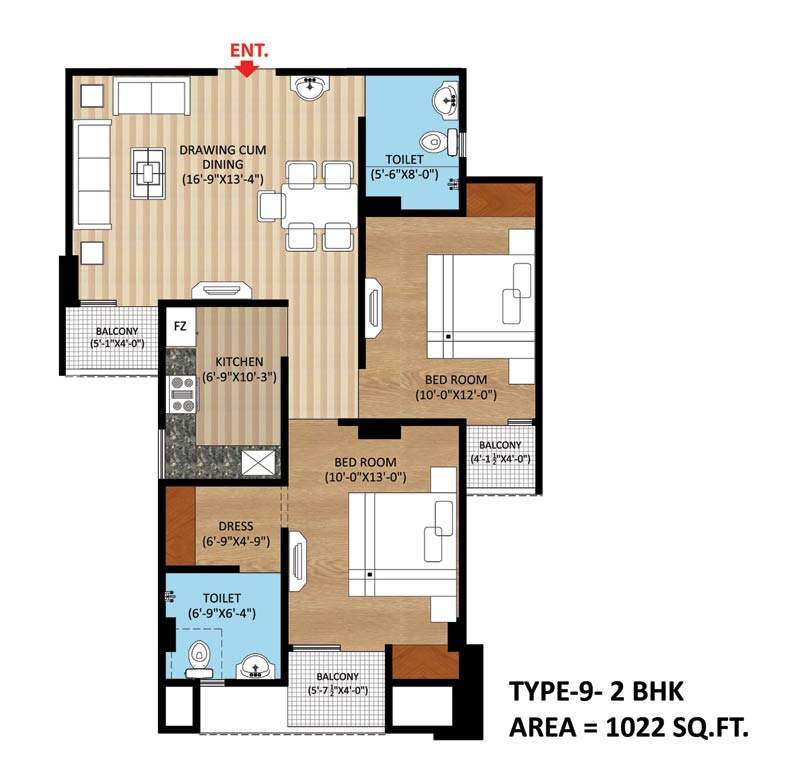 ENT.
DRAWING CUM
DINING
(16'-9"X13'-4")
TOILET
(5'-6"X8'-0")
BALCONY
(5'-1"X4'-0")
FZ
KITCHEN
(6'-9"X10'-3")
BED ROOM
(10'-0"X12'-0")
BALCONY
(4'-1 ½"X4'-0")
BED ROOM
(10'-0"X13'-0")
DRESS
(6'-9"X4'-9")
TOILET
(6'-9"X6'-4")
BALCONY
(5'-7 ½"X4'-0")
TYPE-9- 2 BHK
AREA = 1022 SQ.FT.